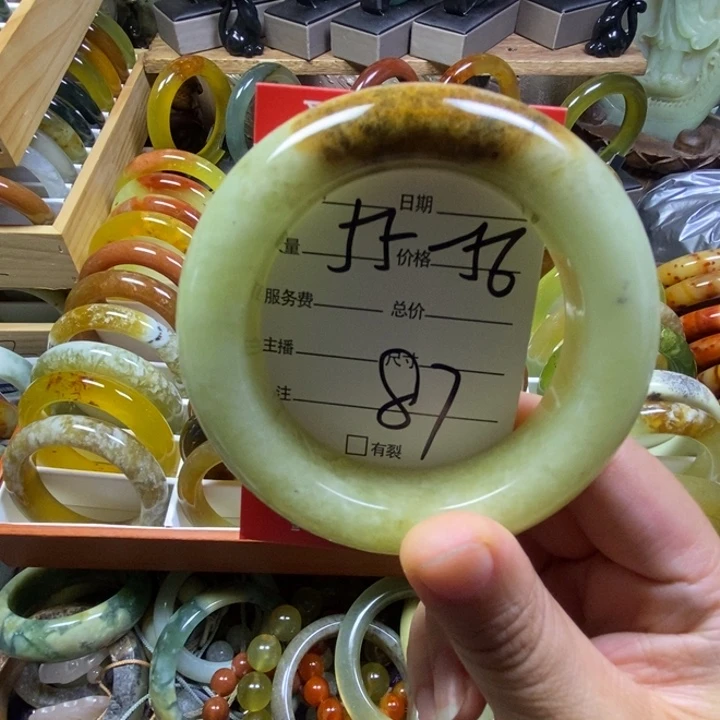 日期
量 价格
服务费 总价
主播 尺寸
注 87
有裂